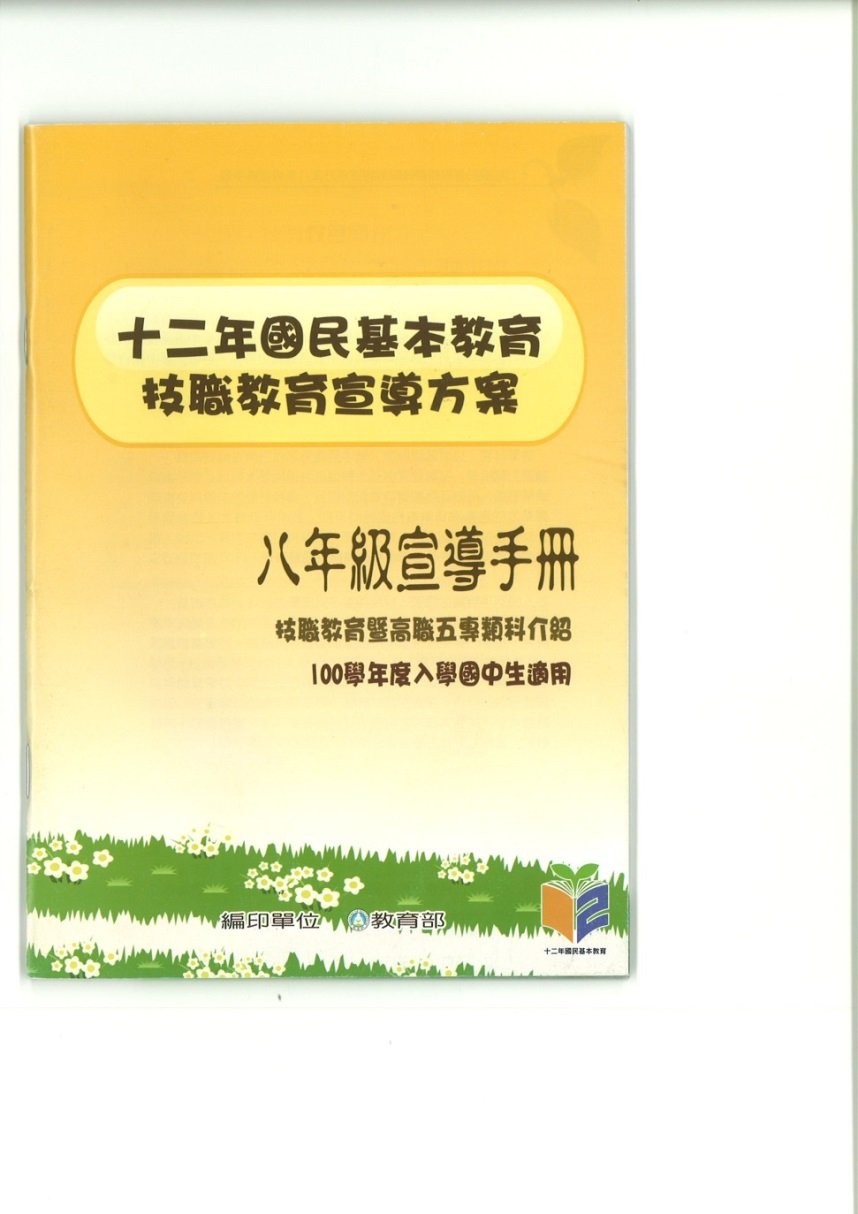 十二年國民基本教育
技職教育宣導方案
八年級宣導手冊
技職教育暨高職五專類科介紹
100學年度入學國中生適用
編印單位 教育部
十二年國民基本教育